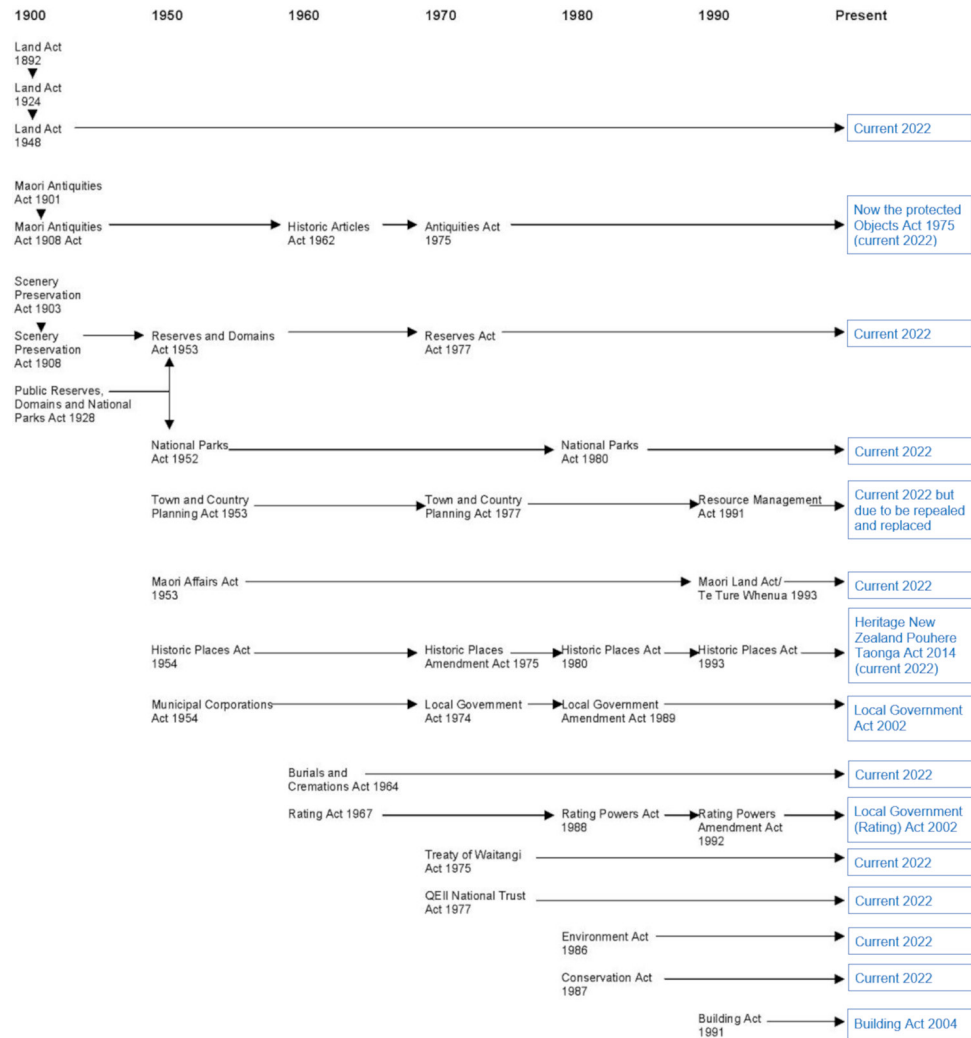 1900 1950 1960 1970 1980 1990 Present
Land Act
1892
Land Act
1924
Land Act
1948
Current 2022
Maori Antiquities
Act 1901
Maori Antiquities
Act 1908 Act
Historic Articles
Act 1962
Antiquities Act
1975
Now the protected
Objects Act 1975
(current 2022)
Scenery
Preservation
Act 1903
Scenery
Preservation
Act 1908
Reserves and Domains
Act 1953
Reserves Act
1977
Current 2022
Public Reserves,
Domains and National
Parks Act 1928
National Parks
Act 1952
National Parks
Act 1980
Current 2022
Town and Country
Planning Act 1953
Town and Country
Planning Act 1977
Resource Management
Act 1991
Current 2022 but
due to be repealed
and replaced
Maori Affairs Act
1953
Maori Land Act/
Te Ture Whenua 1993
Current 2022
Historic Places Act
1954
Historic Places
Amendment Act 1975
Historic Places Act
1980
Historic Places Act
1993
Heritage New
Zealand Pouhere
Taonga Act 2014
(current 2022)
Municipal Corporations
Act 1954
Local Government
Act 1974
Local Government
Amendment Act 1989
Local Government
Act 2002
Burials and
Cremations Act 1964
Current 2022
Rating Act 1967
Rating Powers Act
1988
Rating Powers
Amendment Act
1992
Local Government
(Rating) Act 2002
Treaty of Waitangi
Act 1975
Current 2022
QEII National Trust
Act 1977
Current 2022
Environment Act
1986
Current 2022
Conservation Act
1987
Current 2022
Building Act
1991
Building Act 2004